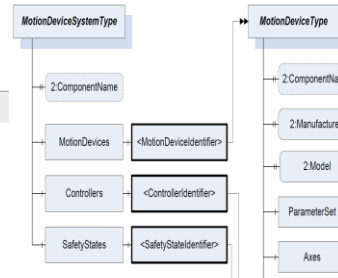 MotionDeviceSystemType
MotionDeviceType
2:ComponentName
2:ComponentNa
MotionDevices
<MotionDeviceIdentifier>
2:Manufacture
Controllers
<ControllerIdentifier>
2:Model
SafetyStates
<SafetyStateIdentifier>
ParameterSet
Axes